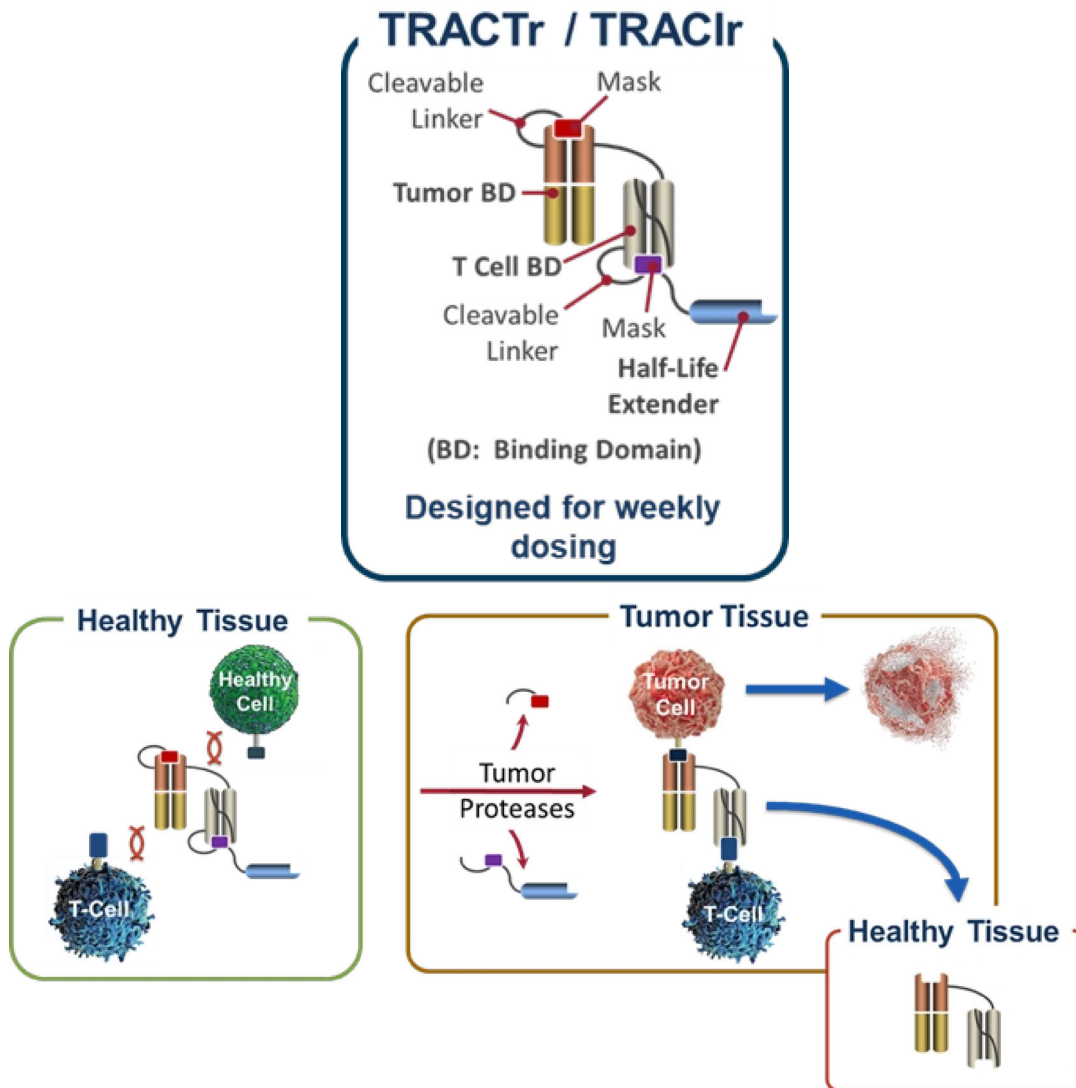 TRACTr / TRACIr
Cleavable
Linker
Mask
Tumor BD
T Cell BD
Cleavable
Linker
Mask
Half-Life
Extender
(BD: Binding Domain)
Designed for weekly
dosing
Healthy Tissue
Healthy
Cell
T-Cell
Tumor Tissue
Tumor
Proteases
Tumor
Cell
T-Cell
Healthy Tissue